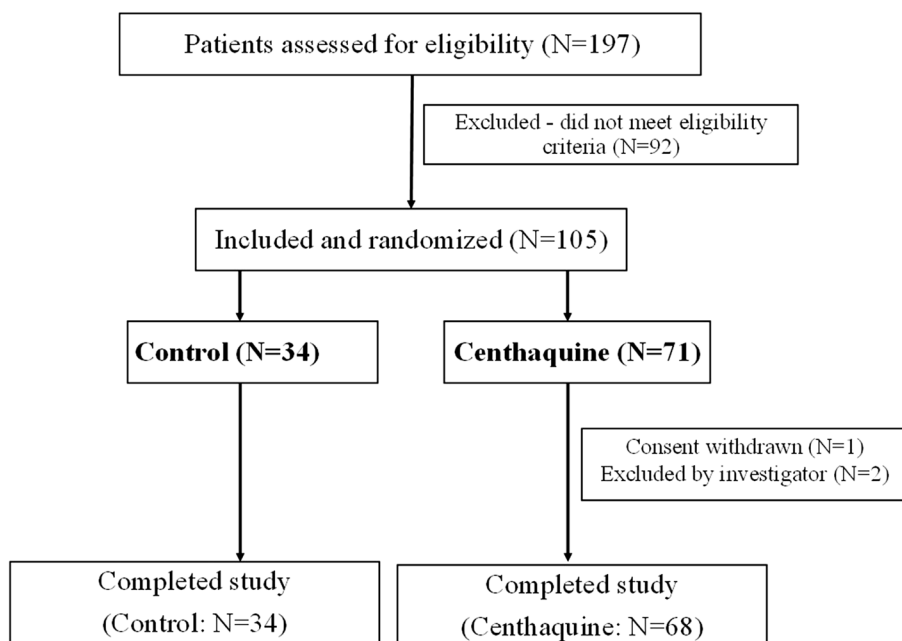 Patients assessed for eligibility (N=197)
Excluded - did not meet eligibility
criteria (N=92)
Included and randomized (N=105)
Control (N=34)
Centhaquine (N=71)
Consent withdrawn (N=1)
Excluded by investigator (N=2)
Completed study
(Control: N=34)
Completed study
(Centhaquine: N=68)